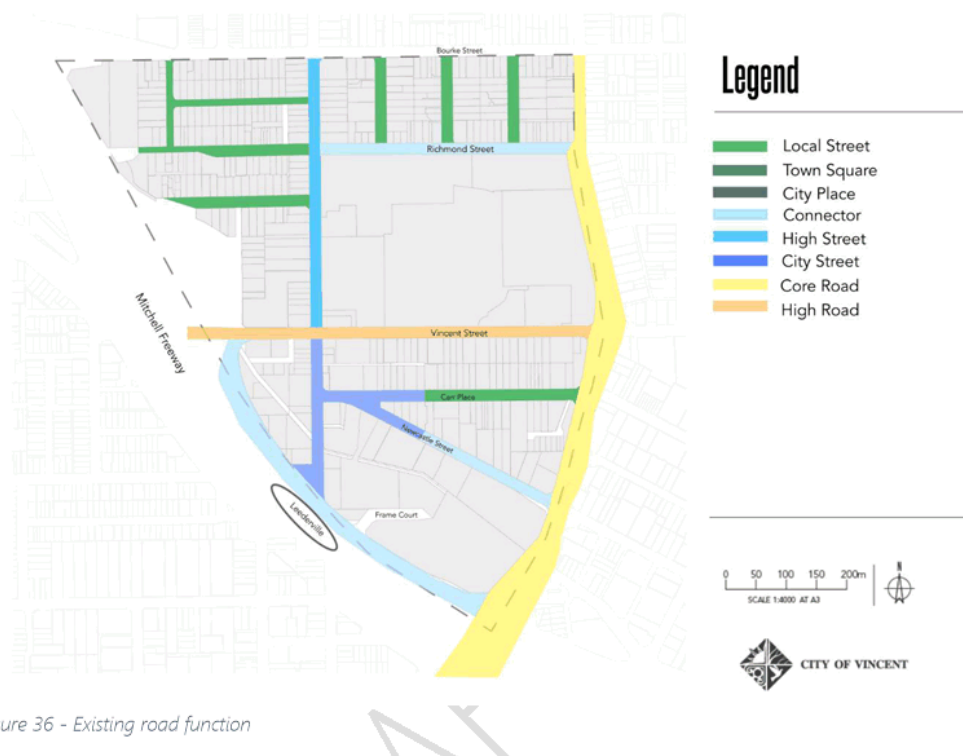 Bourke Street
Legend
Richmond Street
Local Street
Town Square
City Place
Connector
High Street
City Street
Core Road
High Road
Mitchell Freeway
Vincent Street
Carr Place
Newcastle Street
Leederville
Frame Court
0 50 100 150 200m
N
SCALE 1:4000 AT A3
CITY OF VINCENT
ure 36 - Existing road function